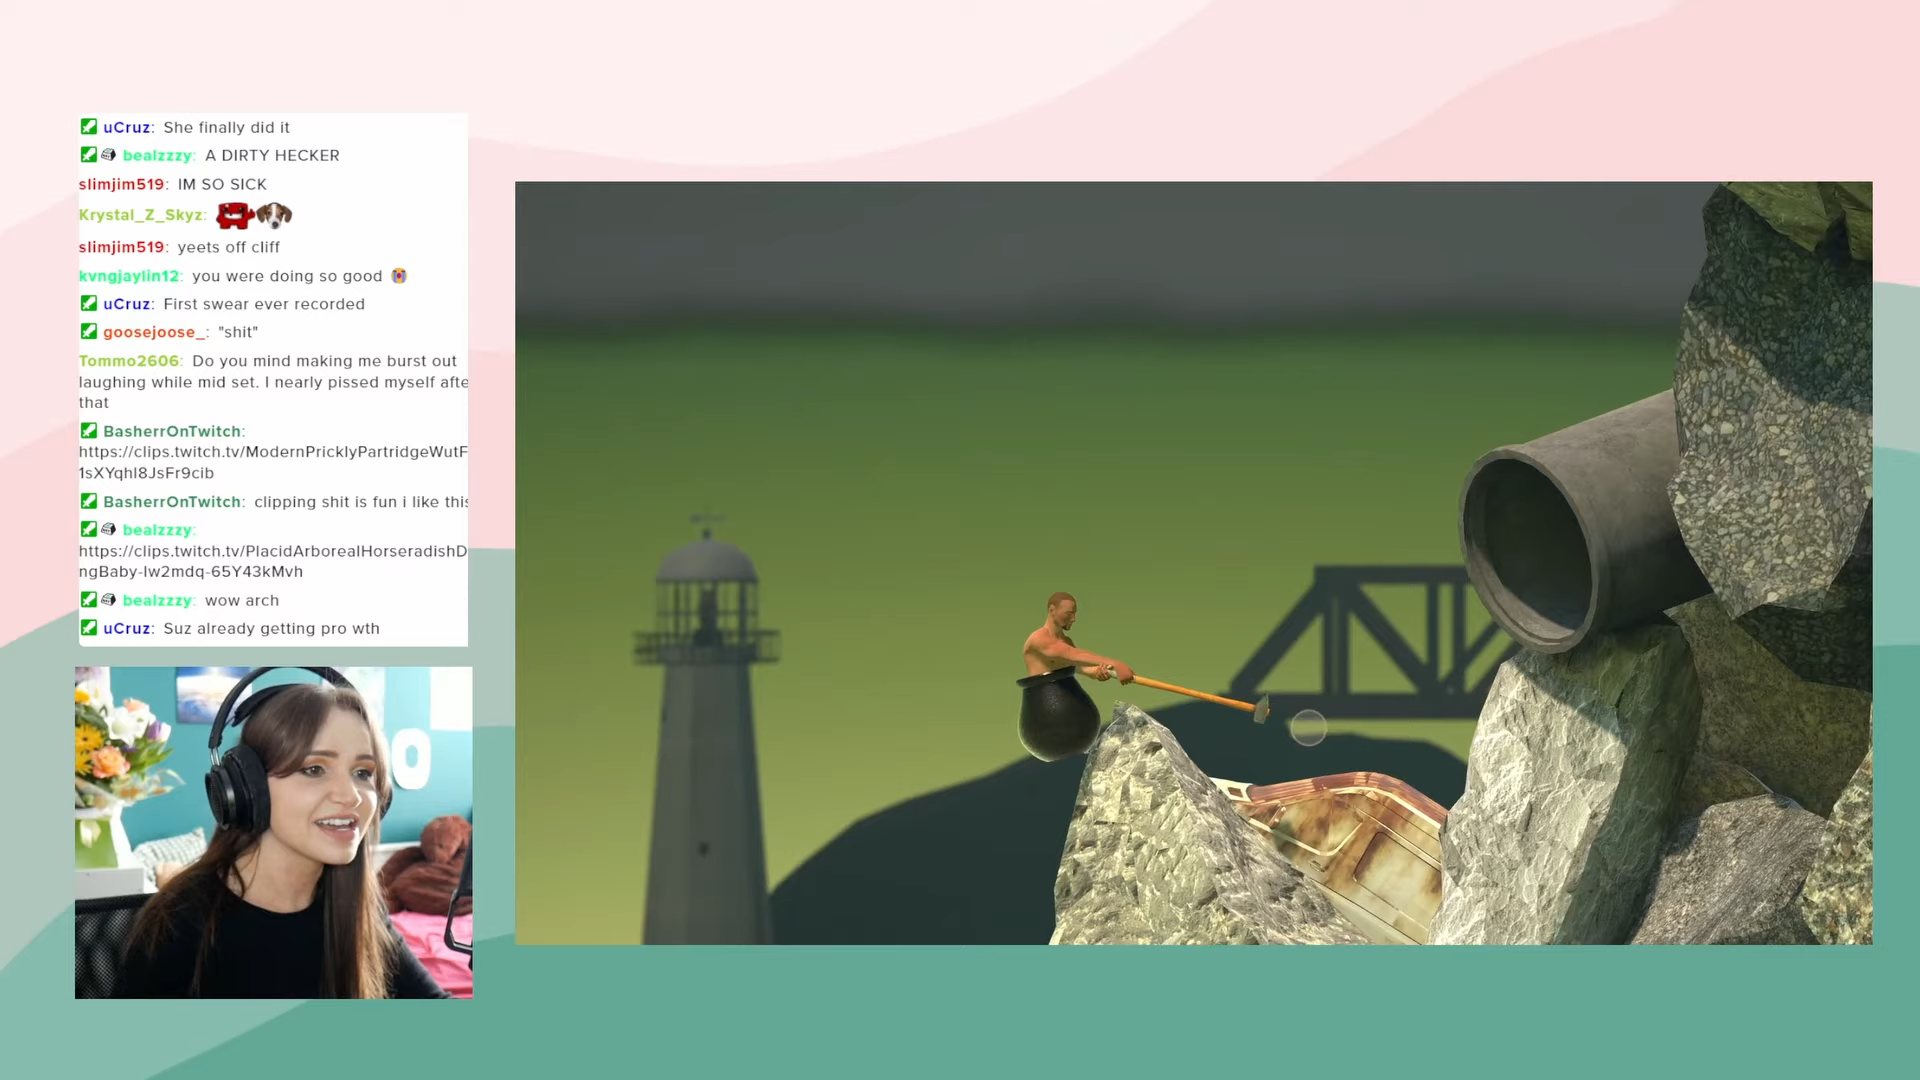 uCruz: She finally did it
bealzzzy: A DIRTY HECKER
slimjim519: IM SO SICK
Krystal_Z_Skyz:
slimjim519: yeets off cliff
kvngjaylin12: you were doing so good
uCruz: First swear ever recorded
goosejoose_: "shit"
Tommo2606: Do you mind making me burst out
laughing while mid set. I nearly pissed myself afte
that
BasherrOnTwitch:
https://clips.twitch.tv/ModernPricklyPartridgeWutF
1sXYqhl8JsFr9cib
BasherrOnTwitch: clipping shit is fun i like this
bealzzzy:
https://clips.twitch.tv/PlacidArborealHorseradishD
ngBaby-lw2mdq-65Y43kMvh
bealzzzy: wow arch
uCruz: Suz already getting pro wth